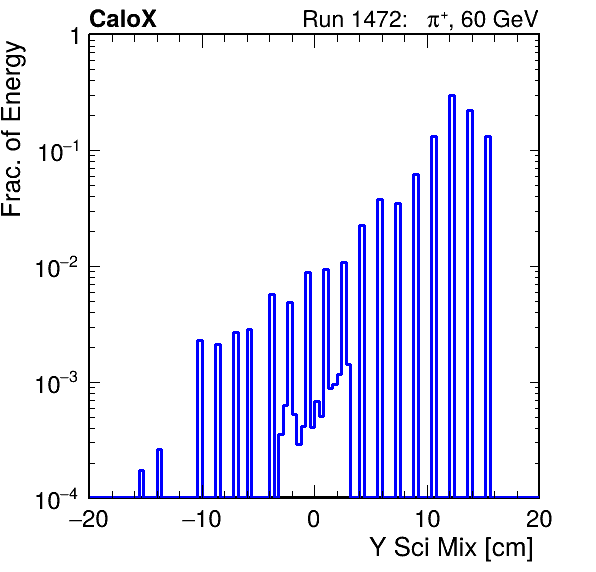 CaloX Run 1472: π⁺, 60 GeV
Frac. of Energy
1
10⁻¹
10⁻²
10⁻³
10⁻⁴
−20 −10 0 10 20
Y Sci Mix [cm]